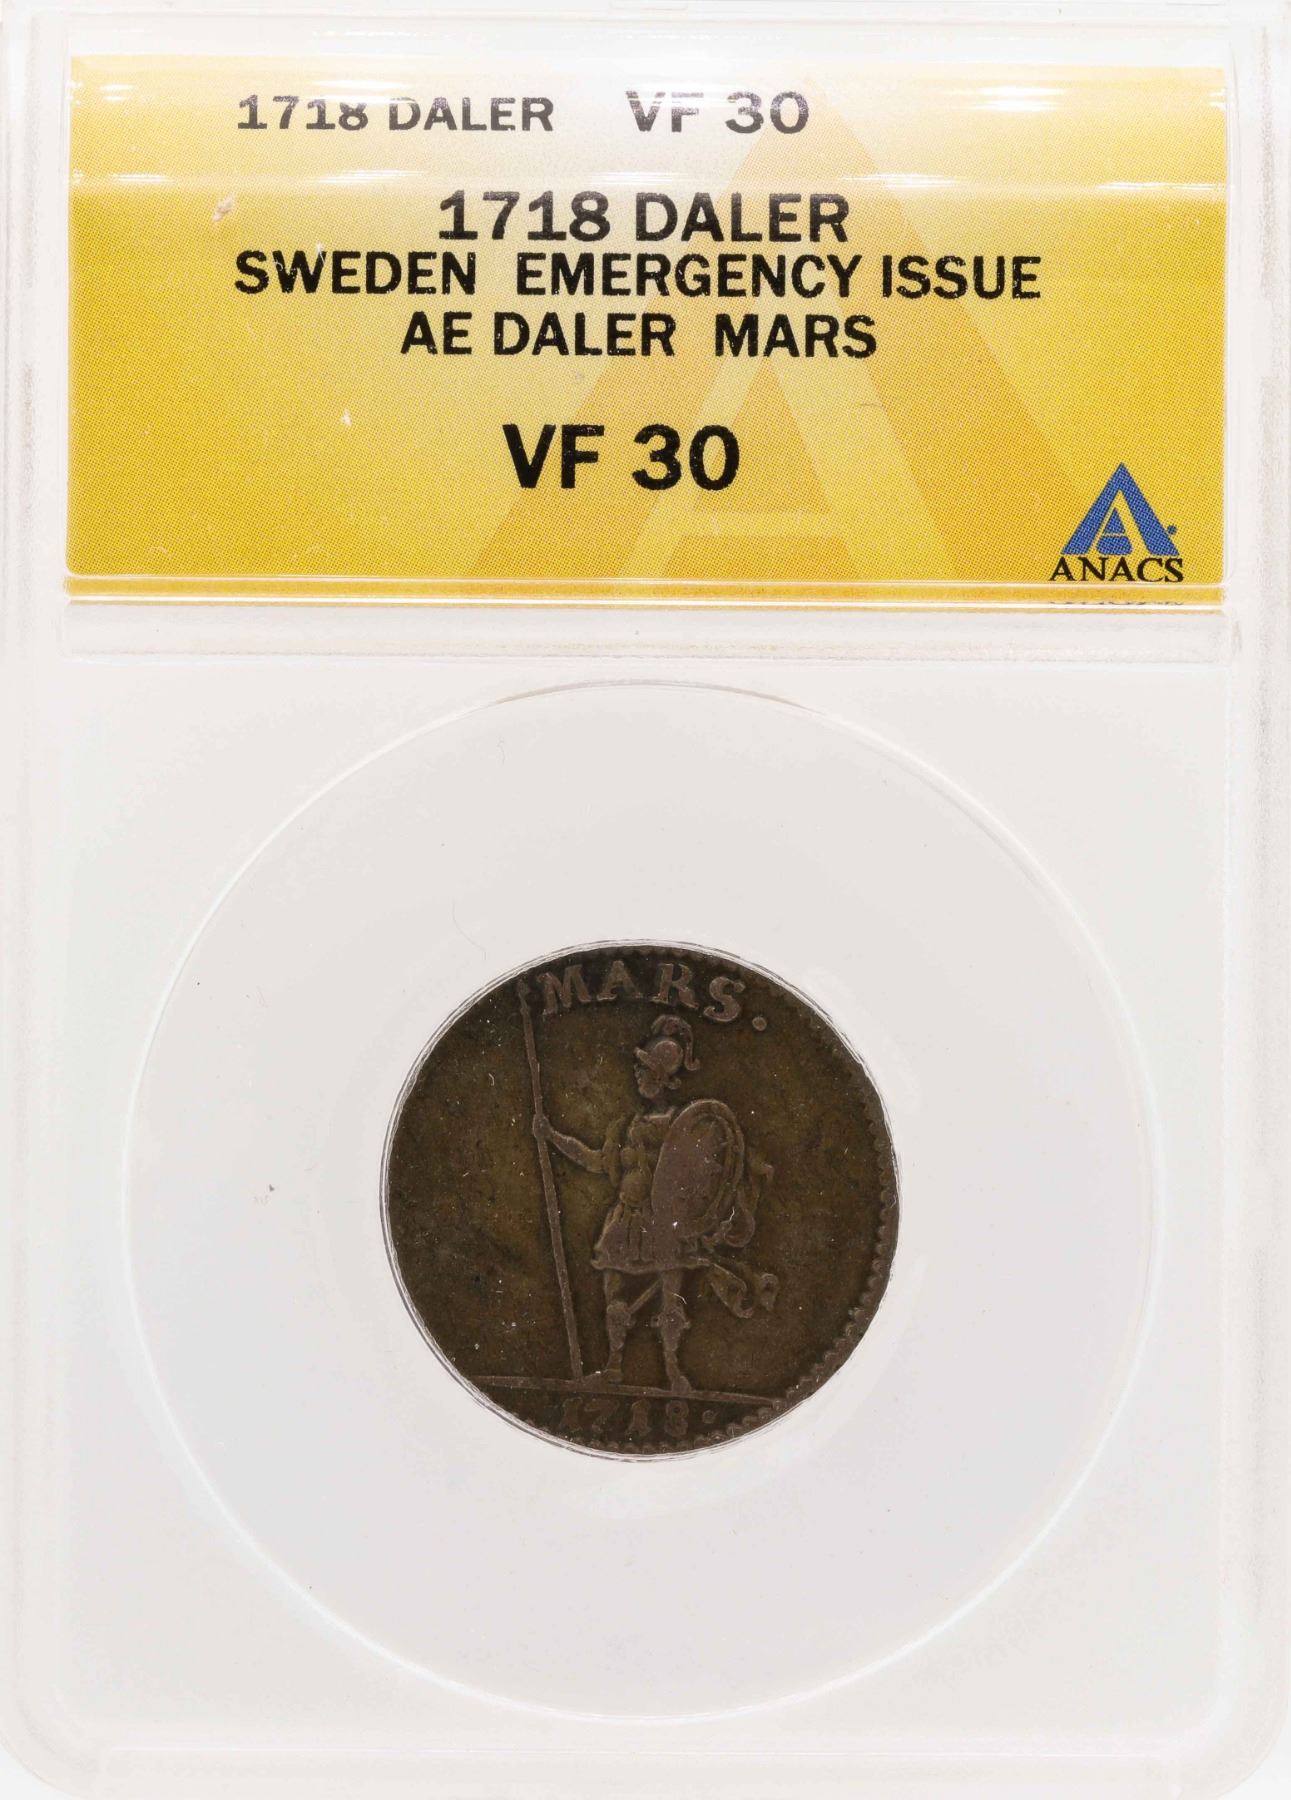 1718 DALER VF 30
1718 DALER
SWEDEN EMERGENCY ISSUE
AE DALER MARS
VF 30
ANACS
MARS.
1718.